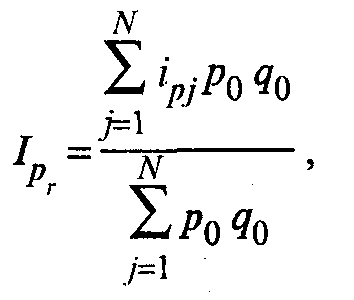 I_{p_r} = \frac{\sum_{j=1}^{N} i_{pj} p_0 q_0}{\sum_{j=1}^{N} p_0 q_0},